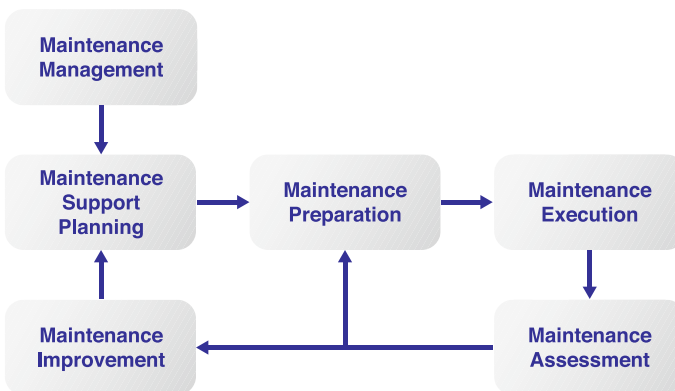 Maintenance
Management
Maintenance
Support
Planning
Maintenance
Preparation
Maintenance
Execution
Maintenance
Improvement
Maintenance
Assessment